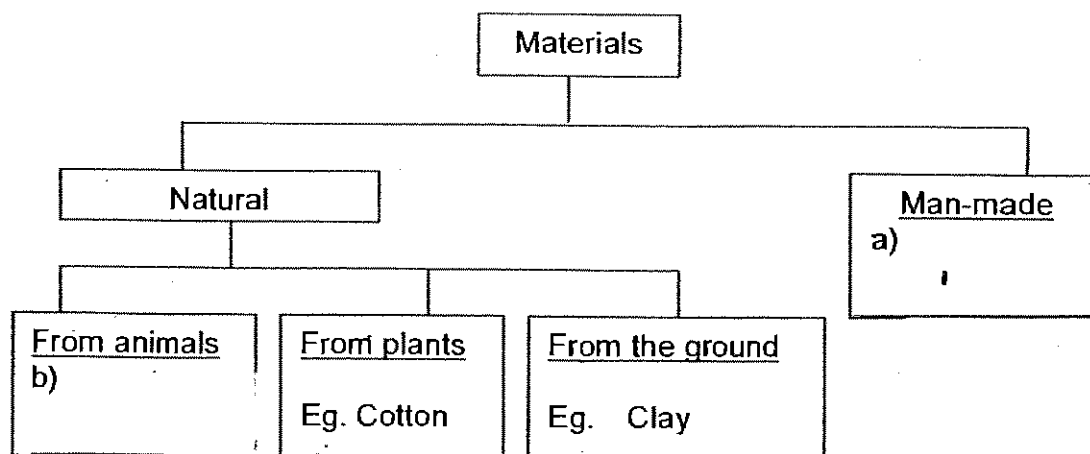 Materials
Natural
Man-made
a)
From animals
b)
From plants
Eg. Cotton
From the ground
Eg. Clay